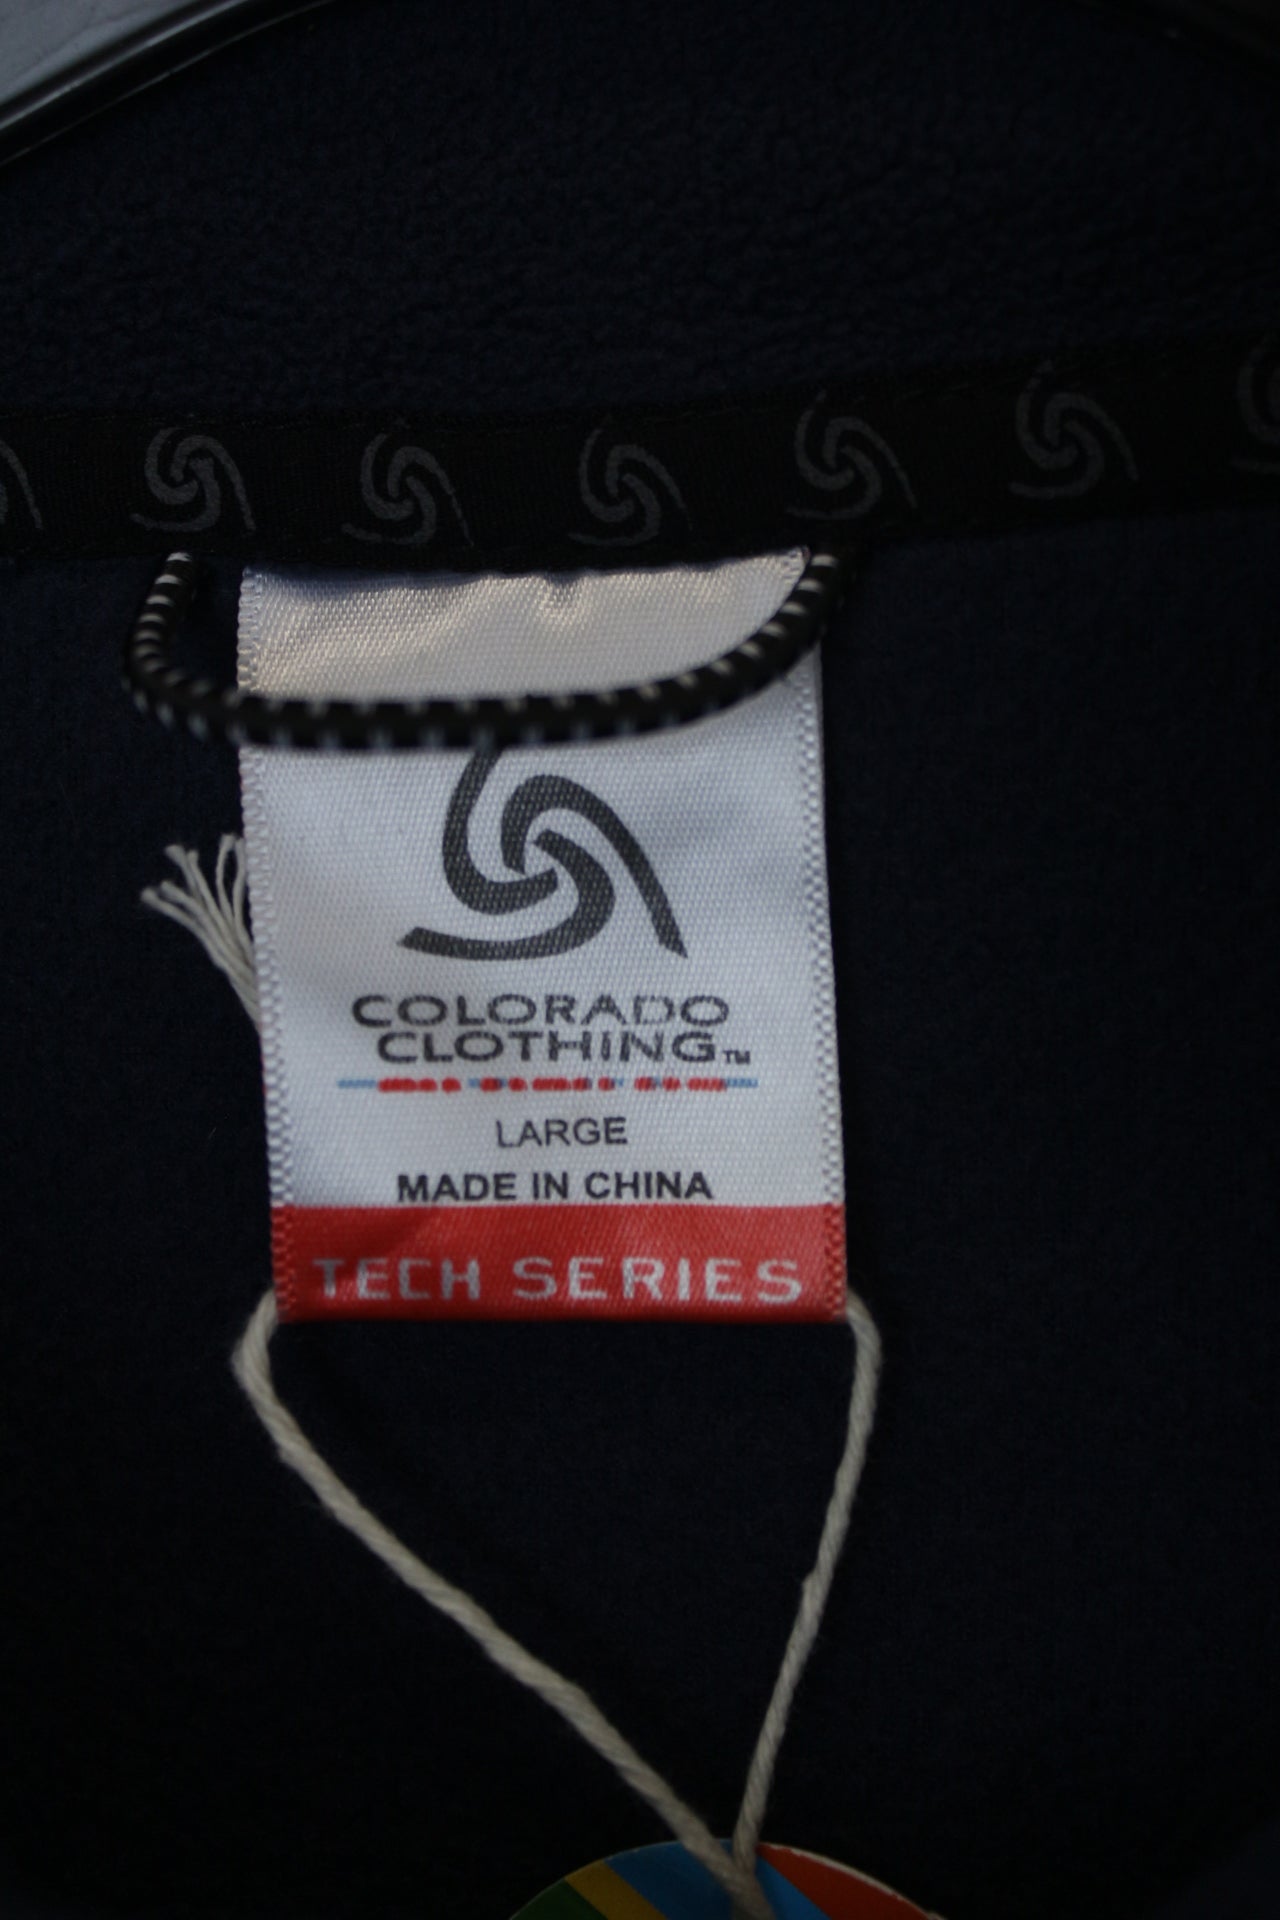 COLORADO
CLOTHING™
LARGE
MADE IN CHINA
TECH SERIES